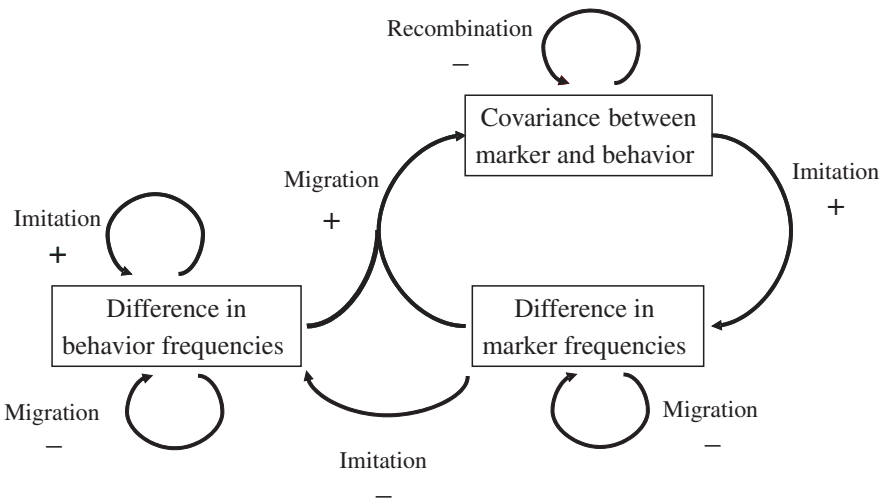 Recombination
−
Covariance between
marker and behavior
Migration
+
Imitation
+
Imitation
+
Difference in
behavior frequencies
Difference in
marker frequencies
Migration
−
Migration
−
Imitation
−